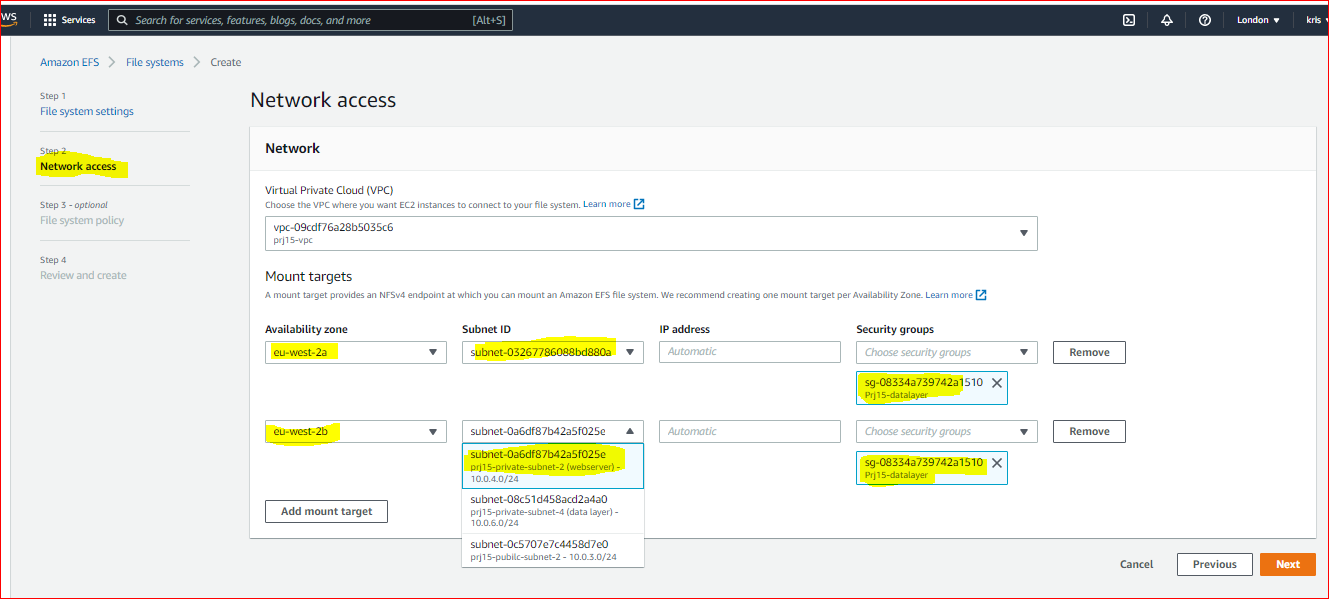 ws
Services
Search for services, features, blogs, docs, and more
[Alt+S]
London
kris
Amazon EFS
File systems
Create
Step 1
File system settings
Step 2
Network access
Step 3 - optional
File system policy
Step 4
Review and create
Network access
Network
Virtual Private Cloud (VPC)
Choose the VPC where you want EC2 instances to connect to your file system. Learn more
vpc-09cdf76a28b5035c6
prj15-vpc
Mount targets
A mount target provides an NFSv4 endpoint at which you can mount an Amazon EFS file system. We recommend creating one mount target per Availability Zone. Learn more
Availability zone
Subnet ID
IP address
Security groups
eu-west-2a
subnet-03267786088bd880a
Automatic
Choose security groups
Remove
sg-08334a739742a1510
Prj15-datalayer
eu-west-2b
subnet-0a6df87b42a5f025e
Automatic
Choose security groups
Remove
subnet-0a6df87b42a5f025e
prj15-private-subnet-2 (webserver) -
10.0.4.0/24
sg-08334a739742a1510
Prj15-datalayer
subnet-08c51d458acd2a4a0
prj15-private-subnet-4 (data layer) -
10.0.6.0/24
Add mount target
subnet-0c5707e7c4458d7e0
prj15-pubilc-subnet-2 - 10.0.3.0/24
Cancel
Previous
Next